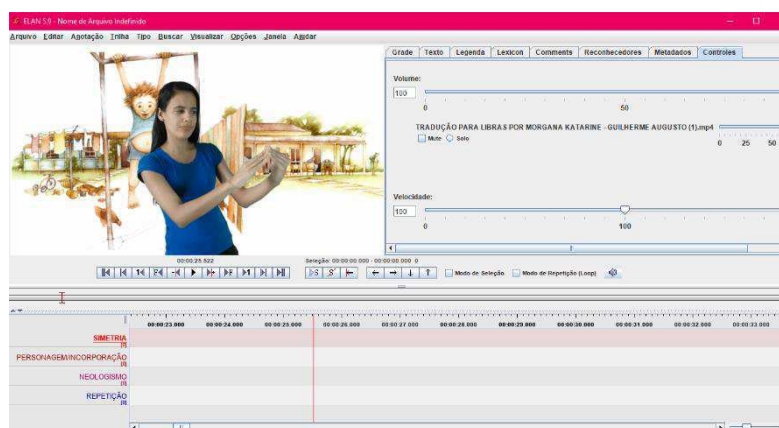 ELAN 5.9 - Nome de Arquivo Indefinido
Arquivo Editar Anotação Trilha Tipo Buscar Visualizar Opções Janela Ajudar
Grade Texto Legenda Lexicon Comments Reconhecedores Metadados Controles
Volume:
100
0 50
TRADUÇÃO PARA LIBRAS POR MORGANA KATARINE - GUILHERME AUGUSTO (1).mp4
Mute Solo
0 25 50
Velocidade:
100
0 100
00:00:25.522
Seleção: 00:00:00.000 - 00:00:00.000 0
Modo de Seleção Modo de Repetição (Loop)
00:00:23.000 00:00:24.000 00:00:25.000 00:00:26.000 00:00:27.000 00:00:28.000 00:00:29.000 00:00:30.000 00:00:31.000 00:00:32.000 00:00:33.000
SIMETRIA
PERSONAGEM/INCORPORAÇÃO
NEOLOGISMO
REPETIÇÃO